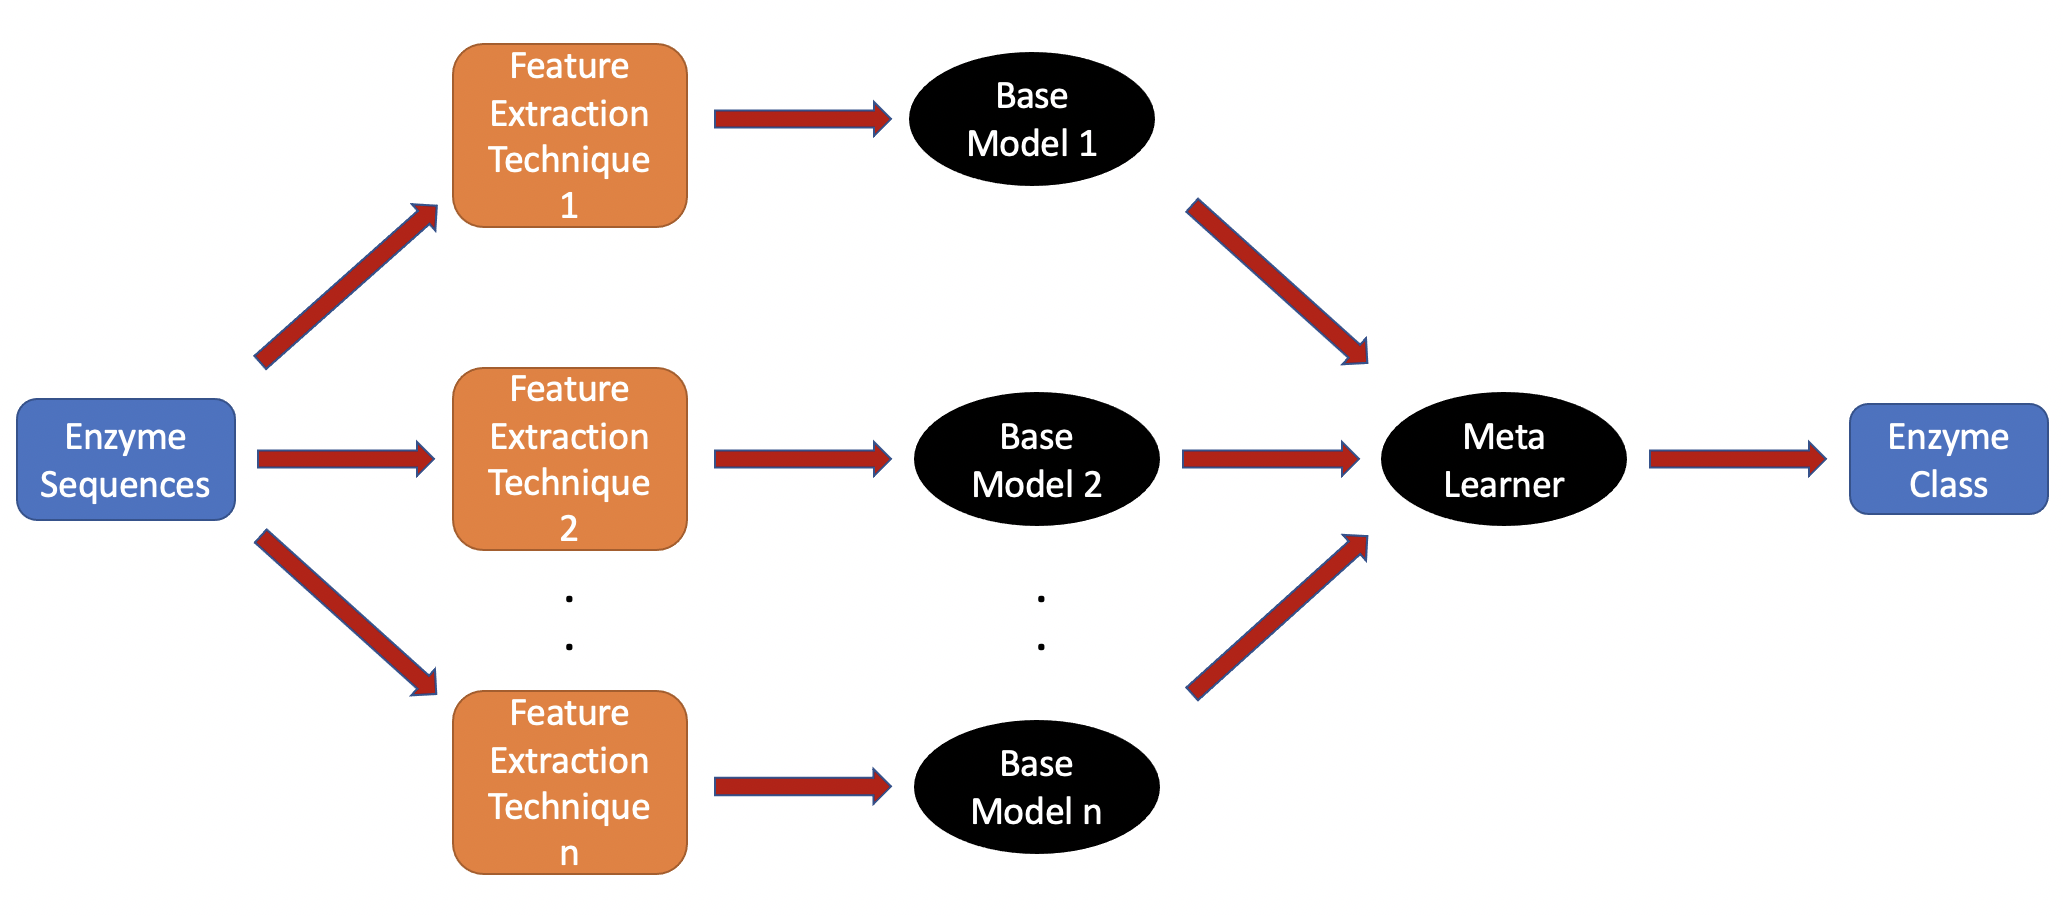 Feature
Extraction
Technique
1
Base
Model 1
Enzyme
Sequences
Feature
Extraction
Technique
2
Base
Model 2
Meta
Learner
Enzyme
Class
.
.
.
.
Feature
Extraction
Technique
n
Base
Model n